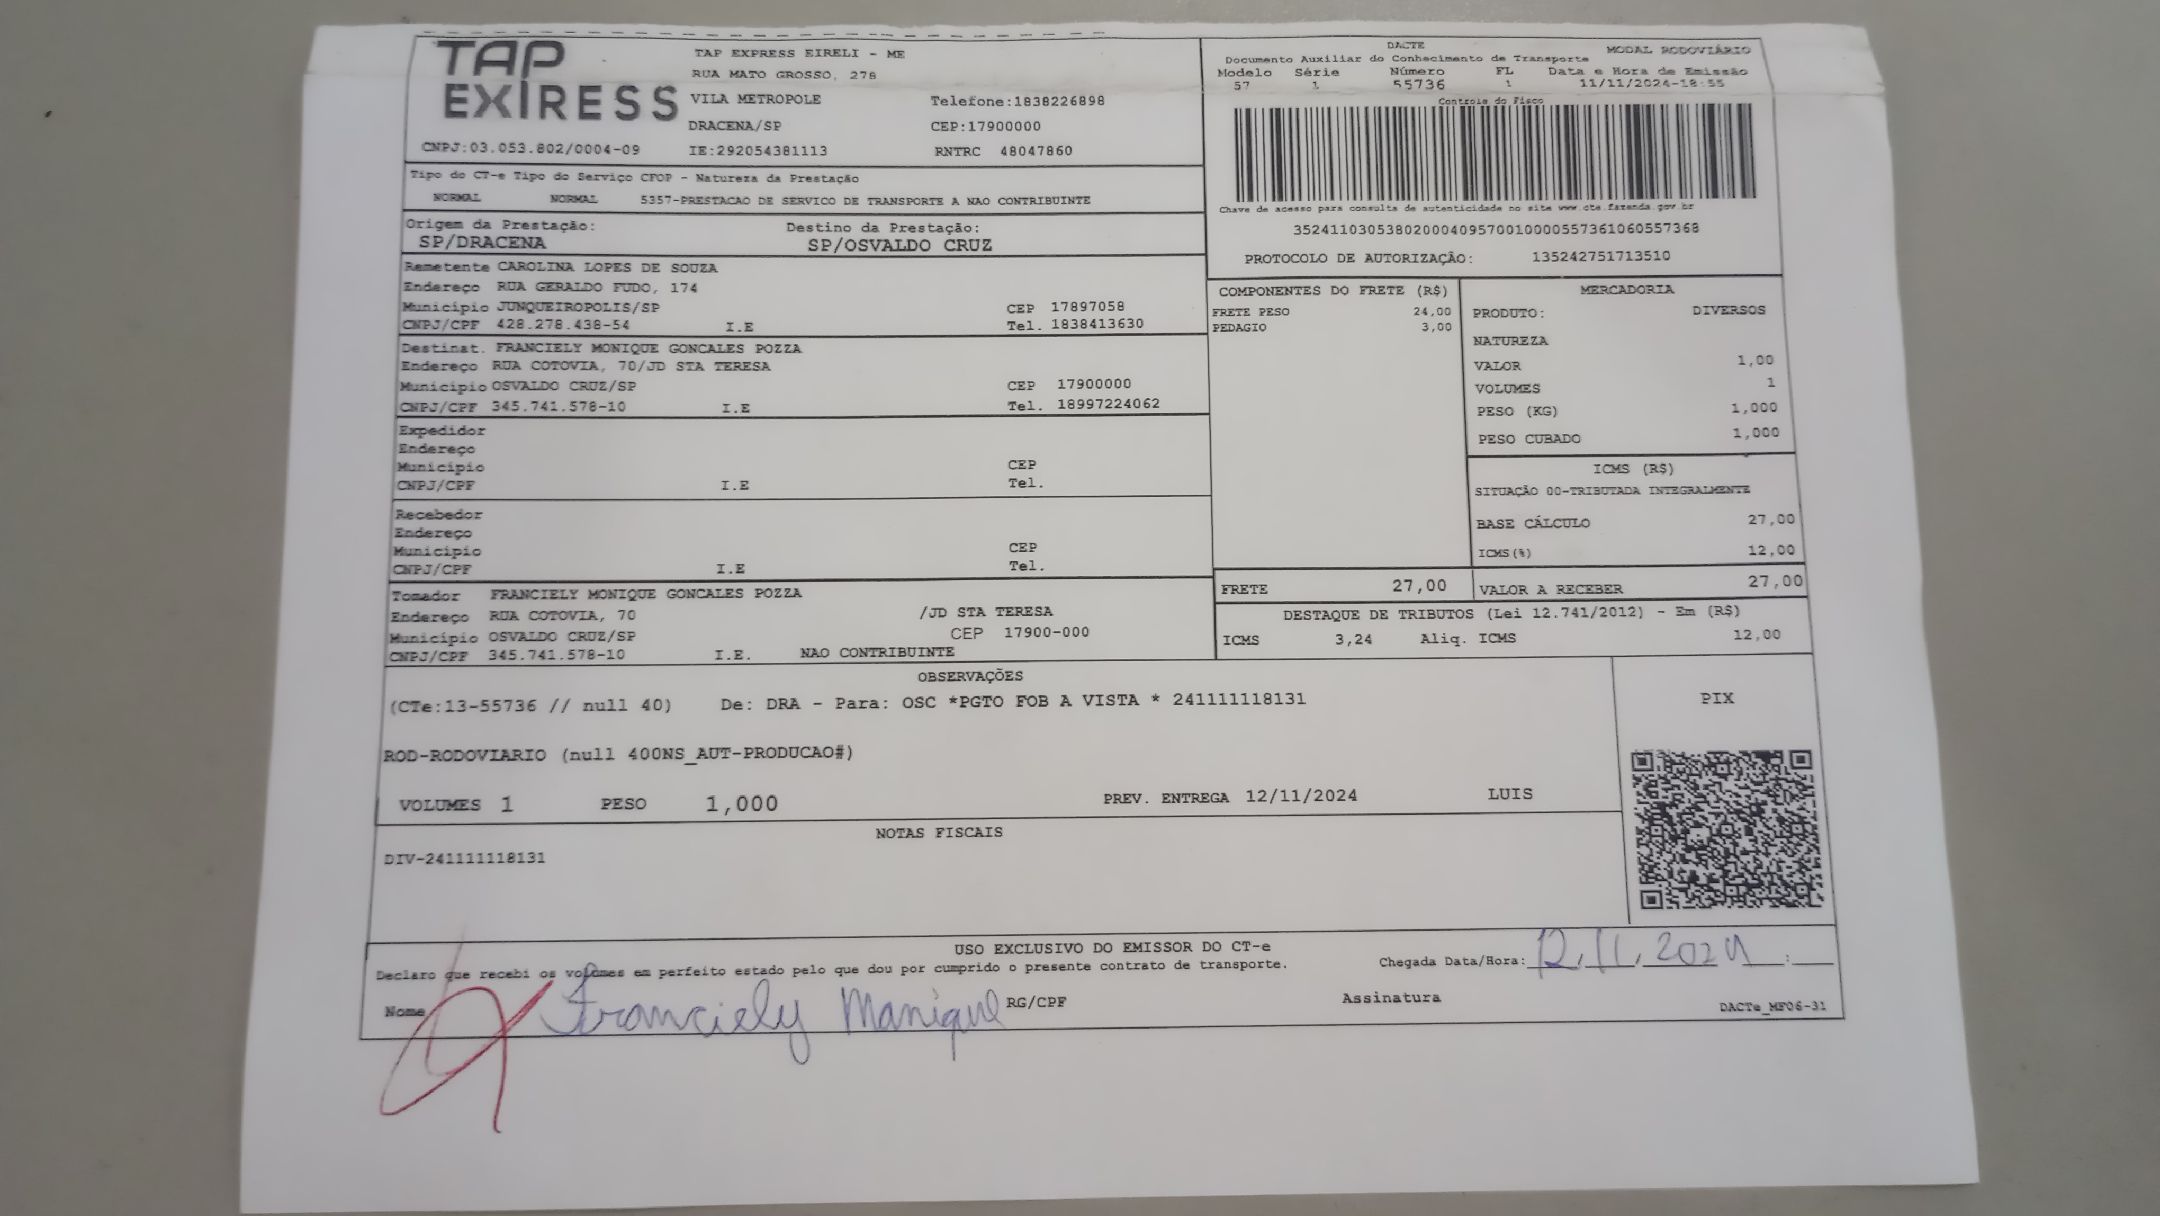 TAP
EXIRESS
CNPJ:03.053.802/0004-09
TAP EXPRESS EIRELI - ME
RUA MATO GROSSO, 278
VILA METROPOLE Telefone:1838226898
DRACENA/SP CEP:17900000
IE:292054381113 RNTRC 48047860
DACTE MODAL RODOVIÁRIO
Documento Auxiliar do Conhecimento de Transporte
Modelo Série Número FL Data e Hora de Emissão
57 1 55736 1 11/11/2024-18:55
Controle do Fisco
Chave de acesso para consulta de autenticidade no site www.cte.fazenda.gov.br
35241103053802000409570010000557361060557368
PROTOCOLO DE AUTORIZAÇÃO: 135242751713510
Tipo do CT-e Tipo do Serviço CFOP - Natureza da Prestação
NORMAL NORMAL 5357-PRESTACAO DE SERVICO DE TRANSPORTE A NAO CONTRIBUINTE
Origem da Prestação: Destino da Prestação:
SP/DRACENA SP/OSVALDO CRUZ
Remetente CAROLINA LOPES DE SOUZA
Endereço RUA GERALDO FUDO, 174
Município JUNQUEIROPOLIS/SP CEP 17897058
CNPJ/CPF 428.278.438-54 I.E Tel. 1838413630
Destinat. FRANCIELY MONIQUE GONCALES POZZA
Endereço RUA COTOVIA, 70/JD STA TERESA
Município OSVALDO CRUZ/SP CEP 17900000
CNPJ/CPF 345.741.578-10 I.E Tel. 18997224062
Expedidor
Endereço
Município CEP
CNPJ/CPF I.E Tel.
Recebedor
Endereço
Município CEP
CNPJ/CPF I.E Tel.
Tomador FRANCIELY MONIQUE GONCALES POZZA
Endereço RUA COTOVIA, 70 /JD STA TERESA
Município OSVALDO CRUZ/SP CEP 17900-000
CNPJ/CPF 345.741.578-10 I.E. NAO CONTRIBUINTE
COMPONENTES DO FRETE (R$)
FRETE PESO 24,00
PEDAGIO 3,00
MERCADORIA
PRODUTO: DIVERSOS
NATUREZA
VALOR 1,00
VOLUMES 1
PESO (KG) 1,000
PESO CUBADO 1,000
ICMS (R$)
SITUAÇÃO 00-TRIBUTADA INTEGRALMENTE
BASE CÁLCULO 27,00
ICMS(%) 12,00
FRETE 27,00 VALOR A RECEBER 27,00
DESTAQUE DE TRIBUTOS (Lei 12.741/2012) - Em (R$)
ICMS 3,24 Aliq. ICMS 12,00
OBSERVAÇÕES
(CTe:13-55736 // null 40) De: DRA - Para: OSC *PGTO FOB A VISTA * 241111118131
ROD-RODOVIARIO (null 400NS_AUT-PRODUCAO#)
VOLUMES 1 PESO 1,000 PREV. ENTREGA 12/11/2024 LUIS
PIX
NOTAS FISCAIS
DIV-241111118131
USO EXCLUSIVO DO EMISSOR DO CT-e
Declaro que recebi os volumes em perfeito estado pelo que dou por cumprido o presente contrato de transporte. Chegada Data/Hora: 12, 11, 2024 :
Nome Franciely Manique RG/CPF Assinatura DACTe_MF06-31